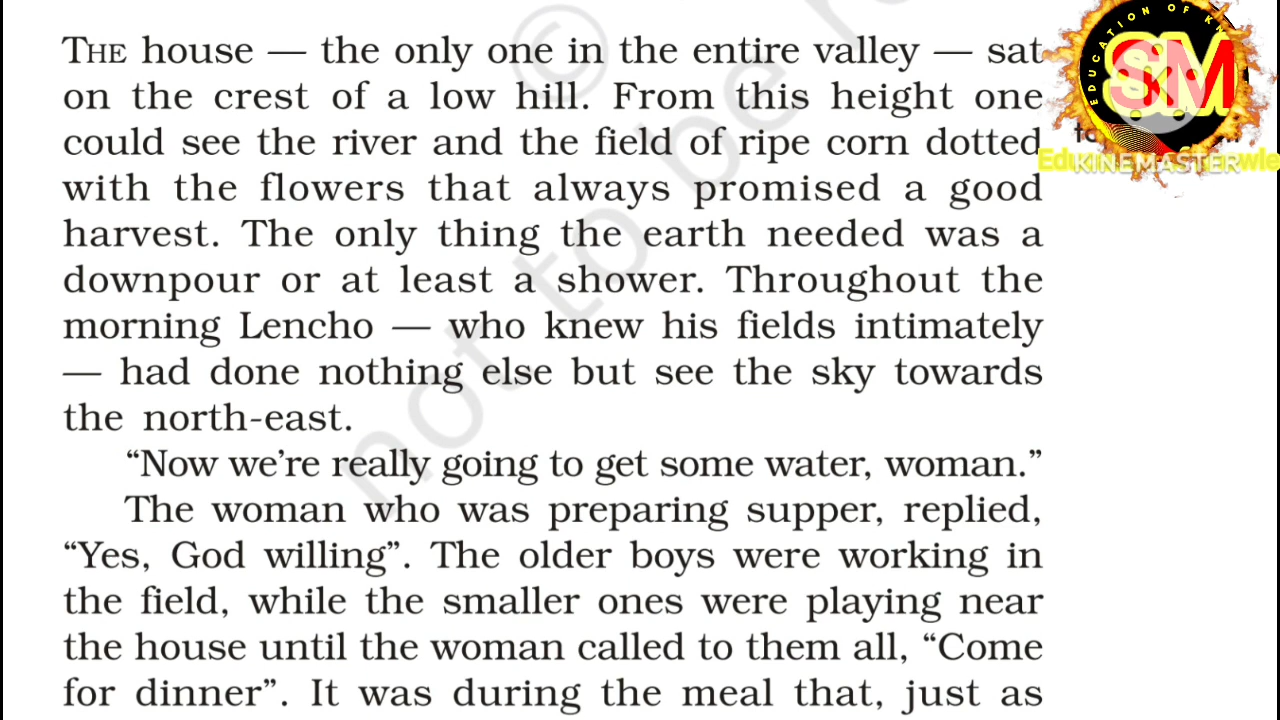 THE house — the only one in the entire valley — sat
on the crest of a low hill. From this height one
could see the river and the field of ripe corn dotted
with the flowers that always promised a good
harvest. The only thing the earth needed was a
downpour or at least a shower. Throughout the
morning Lencho — who knew his fields intimately
— had done nothing else but see the sky towards
the north-east.
“Now we’re really going to get some water, woman.”
The woman who was preparing supper, replied,
“Yes, God willing”. The older boys were working in
the field, while the smaller ones were playing near
the house until the woman called to them all, “Come
for dinner”. It was during the meal that, just as
© not to be
EDUCATION OF
SM
KINEMASTER